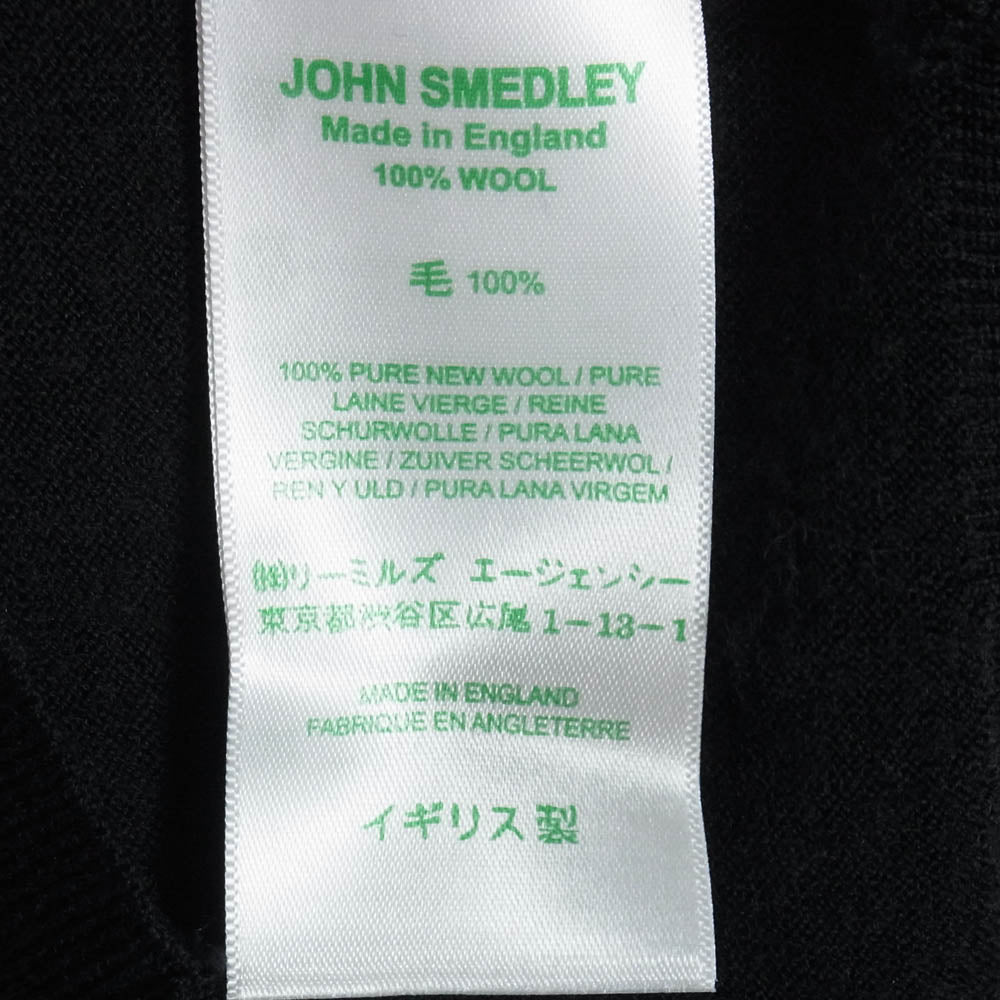 JOHN SMEDLEY
Made in England
100% WOOL
毛 100%
100% PURE NEW WOOL / PURE
LAINE VIERGE / REINE
SCHURWOLLE / PURA LANA
VERGINE / ZUIVER SCHEERWOL /
REN Y ULD / PURA LANA VIRGEM
㈱リーミルズ エージェンシー
東京都渋谷区広尾 1-13-1
MADE IN ENGLAND
FABRIQUE EN ANGLETERRE
イギリス製